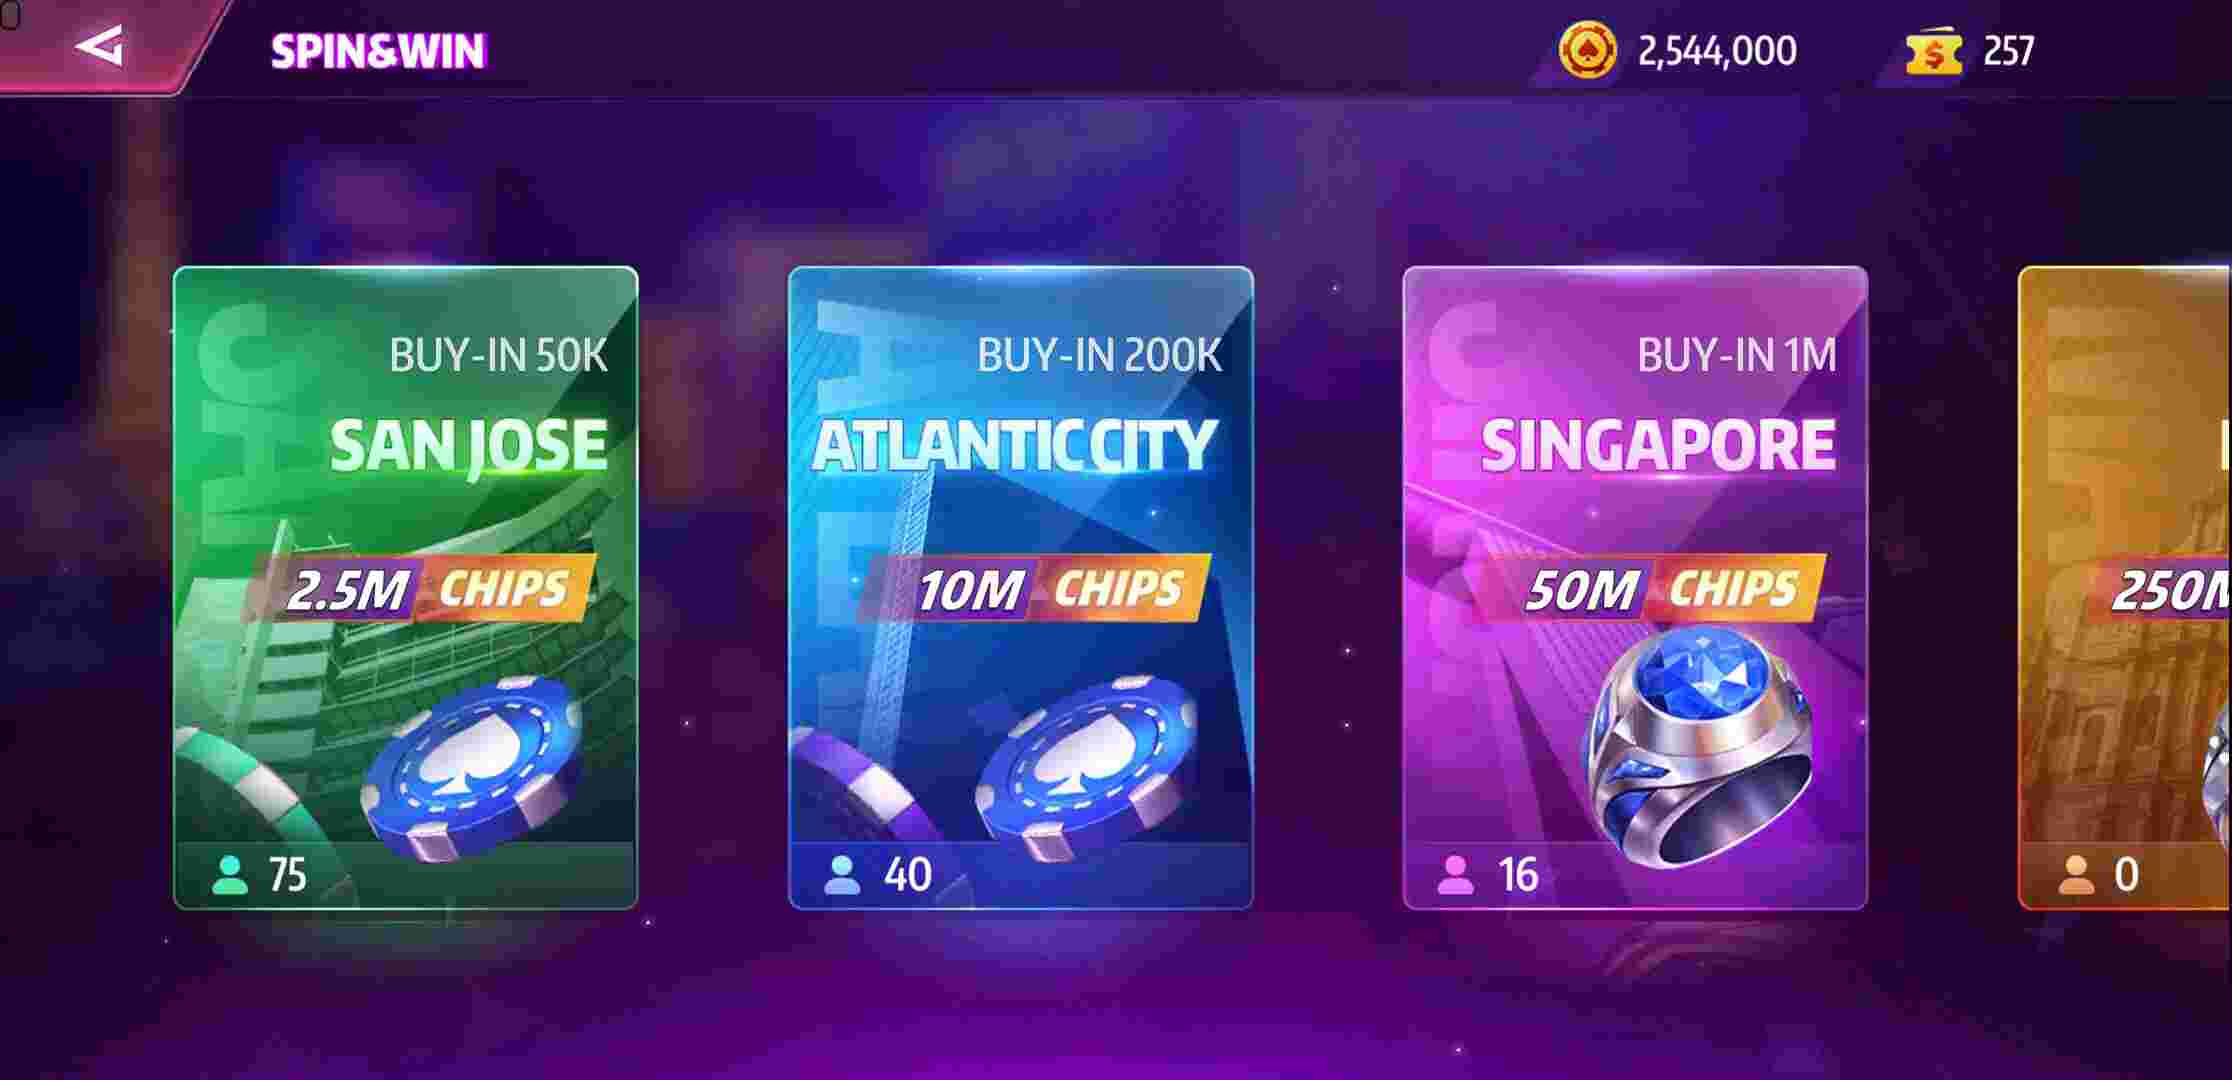 SPIN&WIN
2,544,000
257
BUY-IN 50K
SAN JOSE
2.5M CHIPS
75
BUY-IN 200K
ATLANTIC CITY
10M CHIPS
40
BUY-IN 1M
SINGAPORE
50M CHIPS
16
250M
0